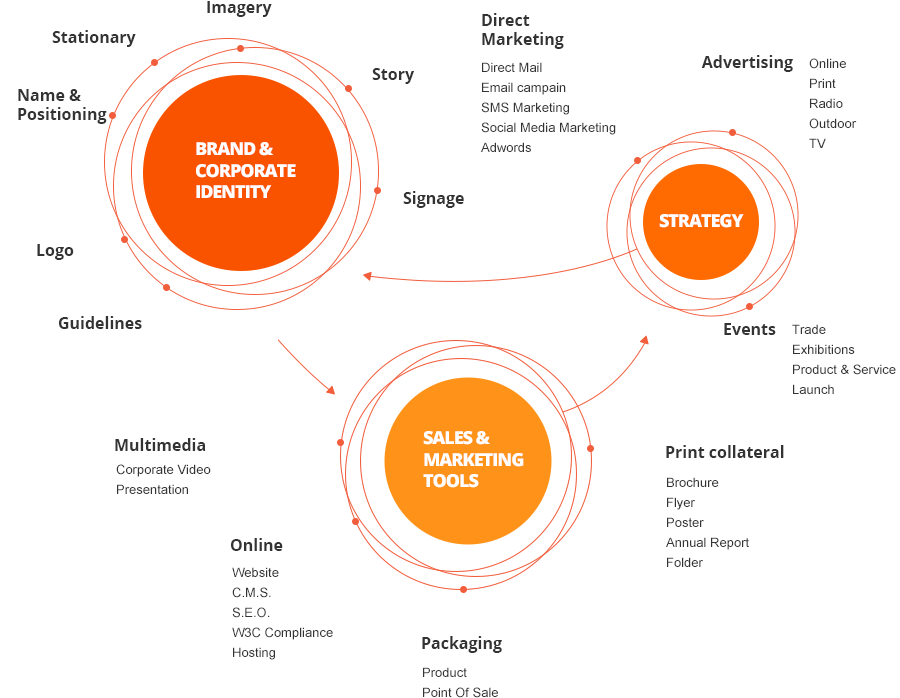 Imagery
Stationary
Story
Name &
Positioning
BRAND &
CORPORATE
IDENTITY
Signage
Logo
Guidelines
Direct
Marketing
Direct Mail
Email campain
SMS Marketing
Social Media Marketing
Adwords
Advertising
Online
Print
Radio
Outdoor
TV
STRATEGY
Events
Trade
Exhibitions
Product & Service
Launch
SALES &
MARKETING
TOOLS
Multimedia
Corporate Video
Presentation
Online
Website
C.M.S.
S.E.O.
W3C Compliance
Hosting
Packaging
Product
Point Of Sale
Print collateral
Brochure
Flyer
Poster
Annual Report
Folder